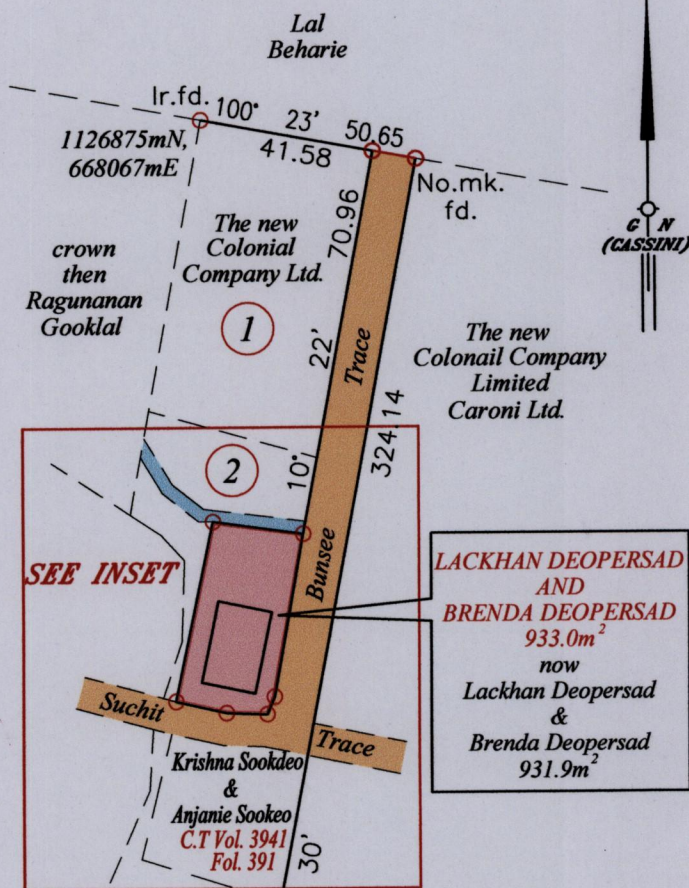 Lal
Beharie
Ir.fd.
100°
23'
50.65
41.58
1126875mN,
668067mE
No.mk.
fd.
G N
(CASSINI)
The new
Colonial
Company Ltd.
crown
then
Ragunanan
Gooklal
1
70.96
22'
10°
Trace
Bunsee
324.14
30'
The new
Colonail Company
Limited
Caroni Ltd.
2
SEE INSET
LACKHAN DEOPERSAD
AND
BRENDA DEOPERSAD
933.0m²
now
Lackhan Deopersad
&
Brenda Deopersad
931.9m²
Suchit
Trace
Krishna Sookdeo
&
Anjanie Sookeo
C.T Vol. 3941
Fol. 391